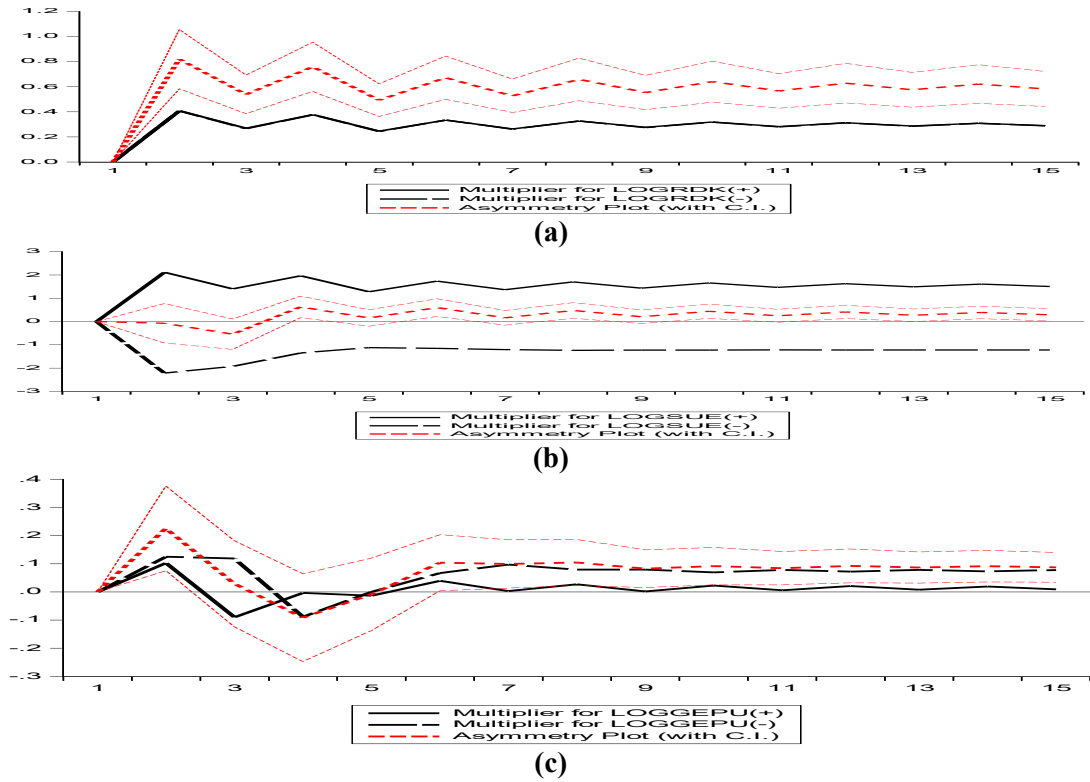 1.2
1.0
0.8
0.6
0.4
0.2
0.0
1 3 5 7 9 11 13 15
Multiplier for LOGRDK(+)
Multiplier for LOGRDK(-)
Asymmetry Plot (with C.I.)
(a)
3
2
1
0
-1
-2
-3
1 3 5 7 9 11 13 15
Multiplier for LOGSUE(+)
Multiplier for LOGSUE(-)
Asymmetry Plot (with C.I.)
(b)
.4
.3
.2
.1
.0
-.1
-.2
-.3
1 3 5 7 9 11 13 15
Multiplier for LOGGEPU(+)
Multiplier for LOGGEPU(-)
Asymmetry Plot (with C.I.)
(c)